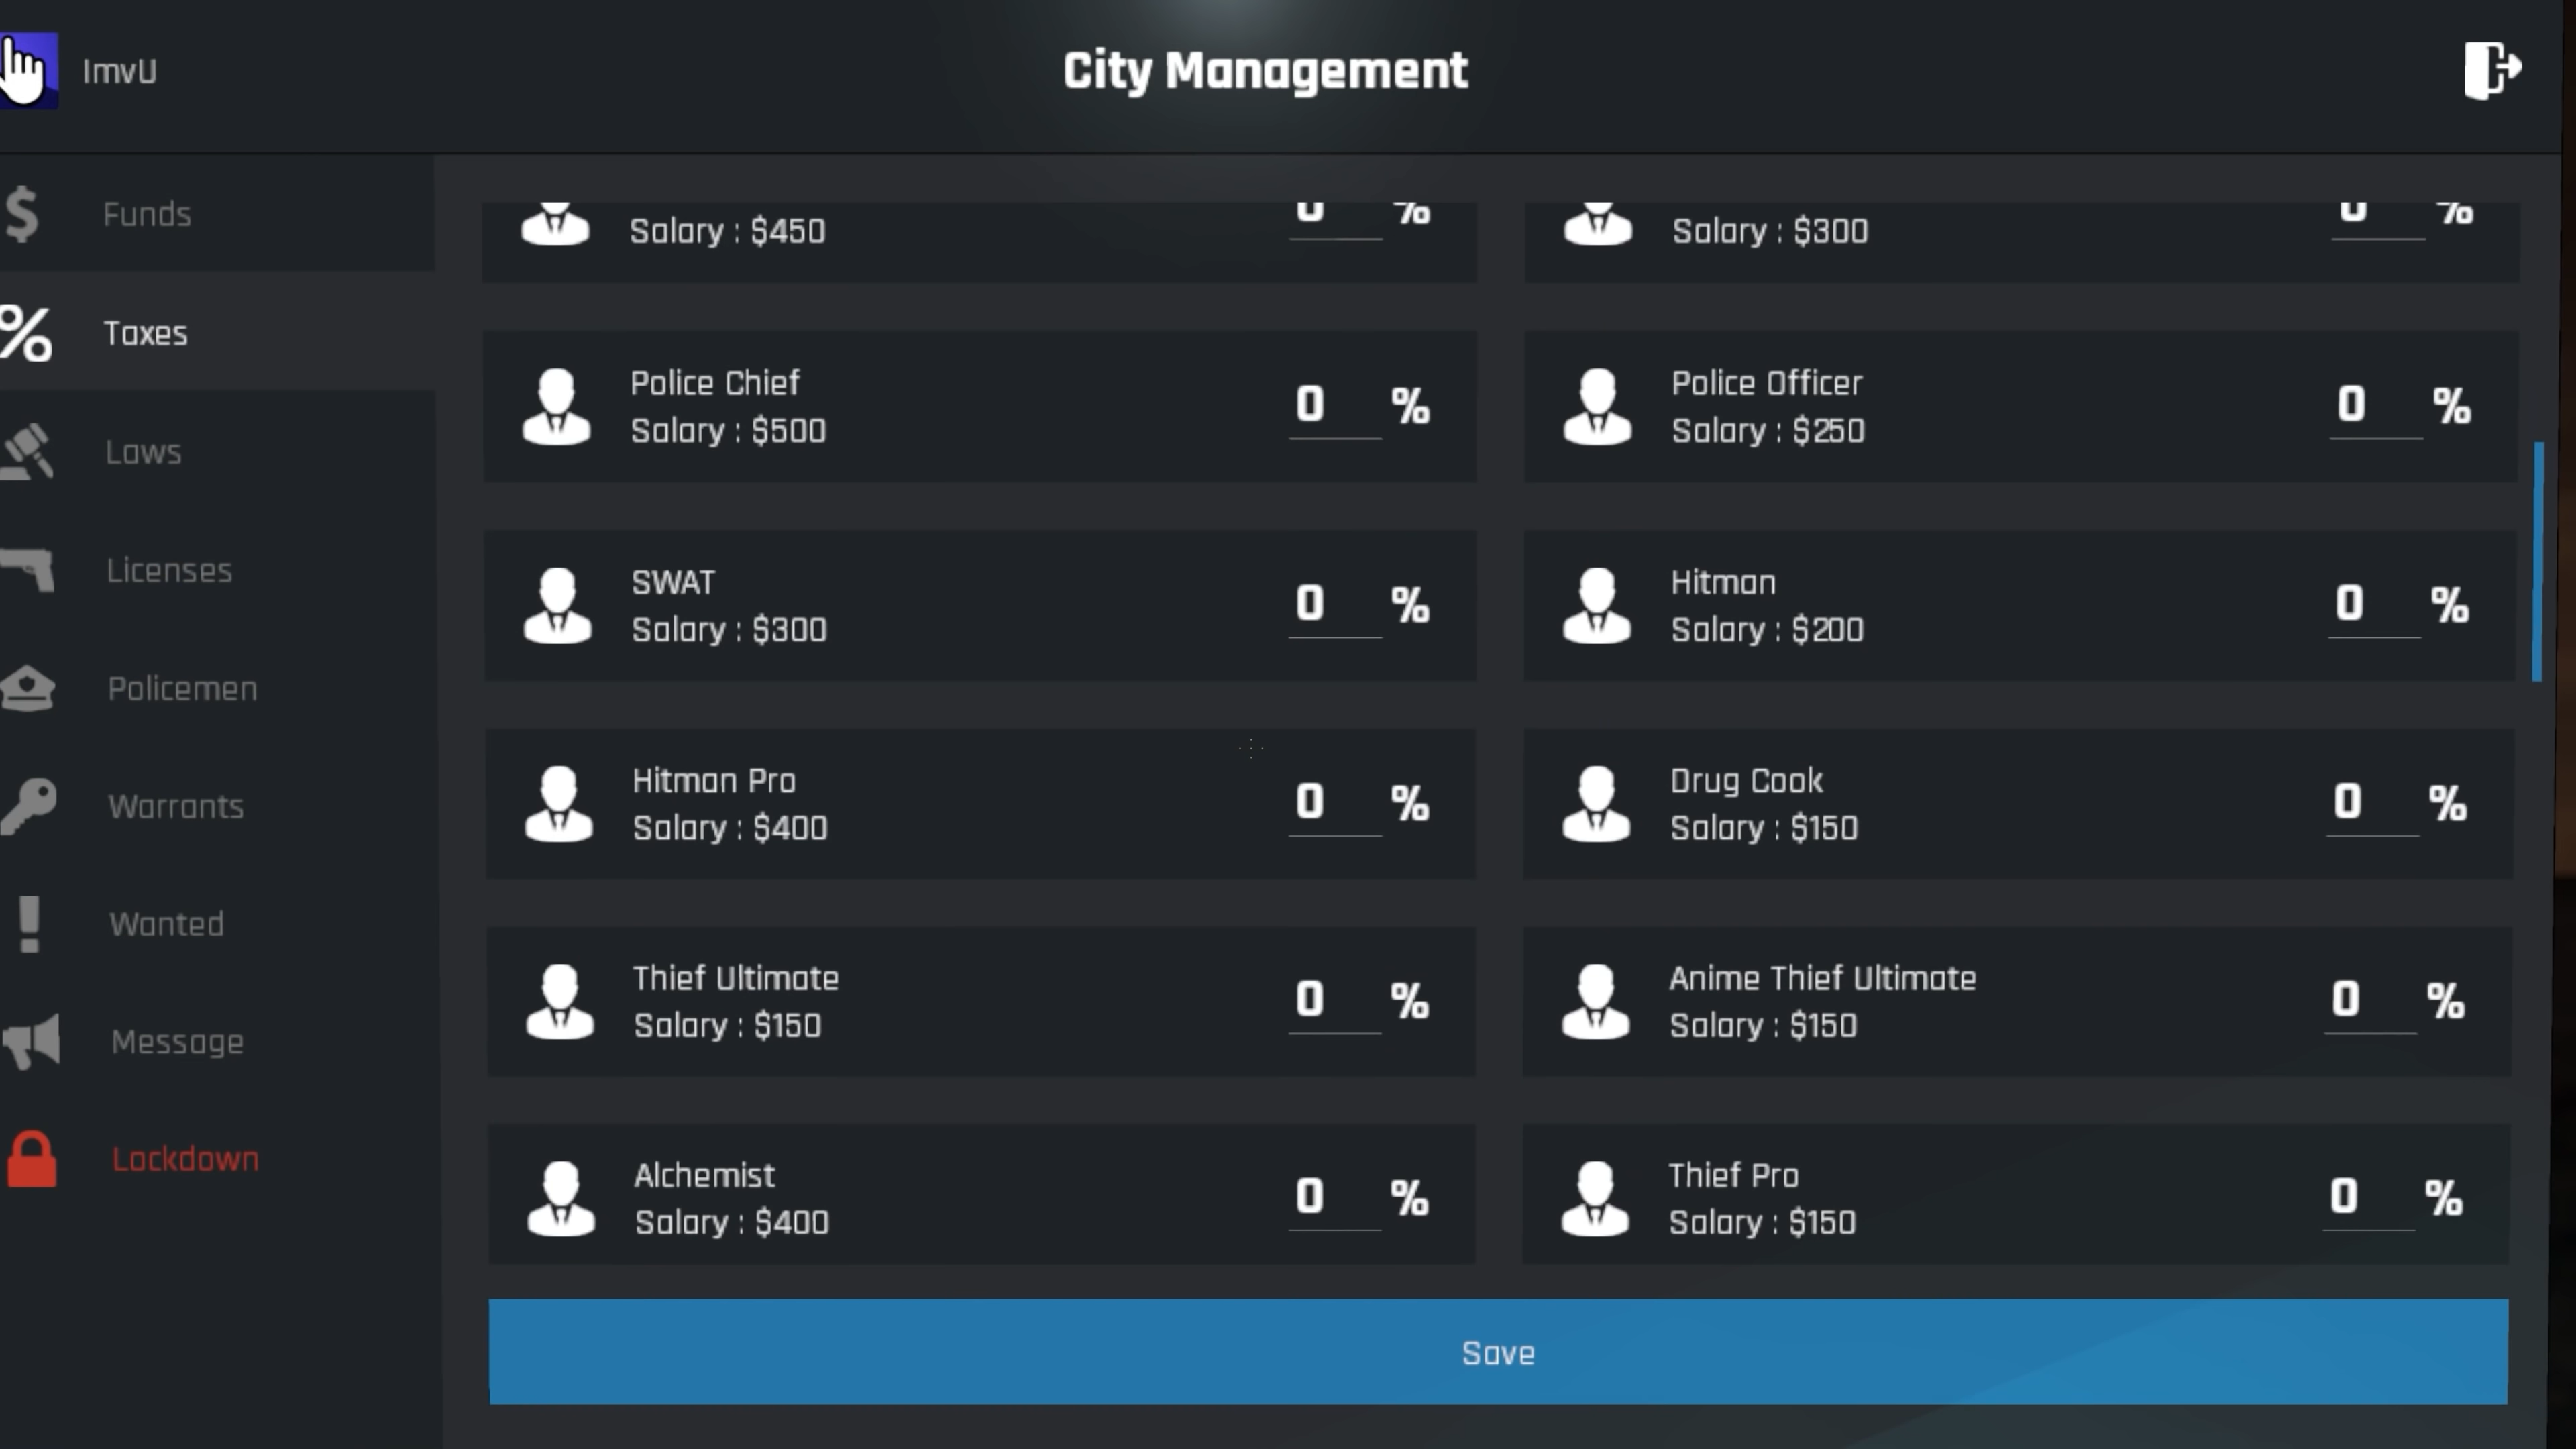 ImvU
City Management
Funds
Taxes
Laws
Licenses
Policemen
Warrants
Wanted
Message
Lockdown
Salary : $450
0 %
Salary : $300
0 %
Police Chief
Salary : $500
0 %
Police Officer
Salary : $250
0 %
SWAT
Salary : $300
0 %
Hitman
Salary : $200
0 %
Hitman Pro
Salary : $400
0 %
Drug Cook
Salary : $150
0 %
Thief Ultimate
Salary : $150
0 %
Anime Thief Ultimate
Salary : $150
0 %
Alchemist
Salary : $400
0 %
Thief Pro
Salary : $150
0 %
Save